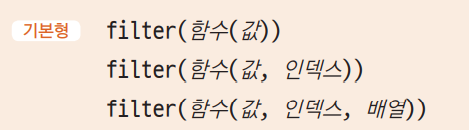 기본형 filter(함수(값))
filter(함수(값, 인덱스))
filter(함수(값, 인덱스, 배열))